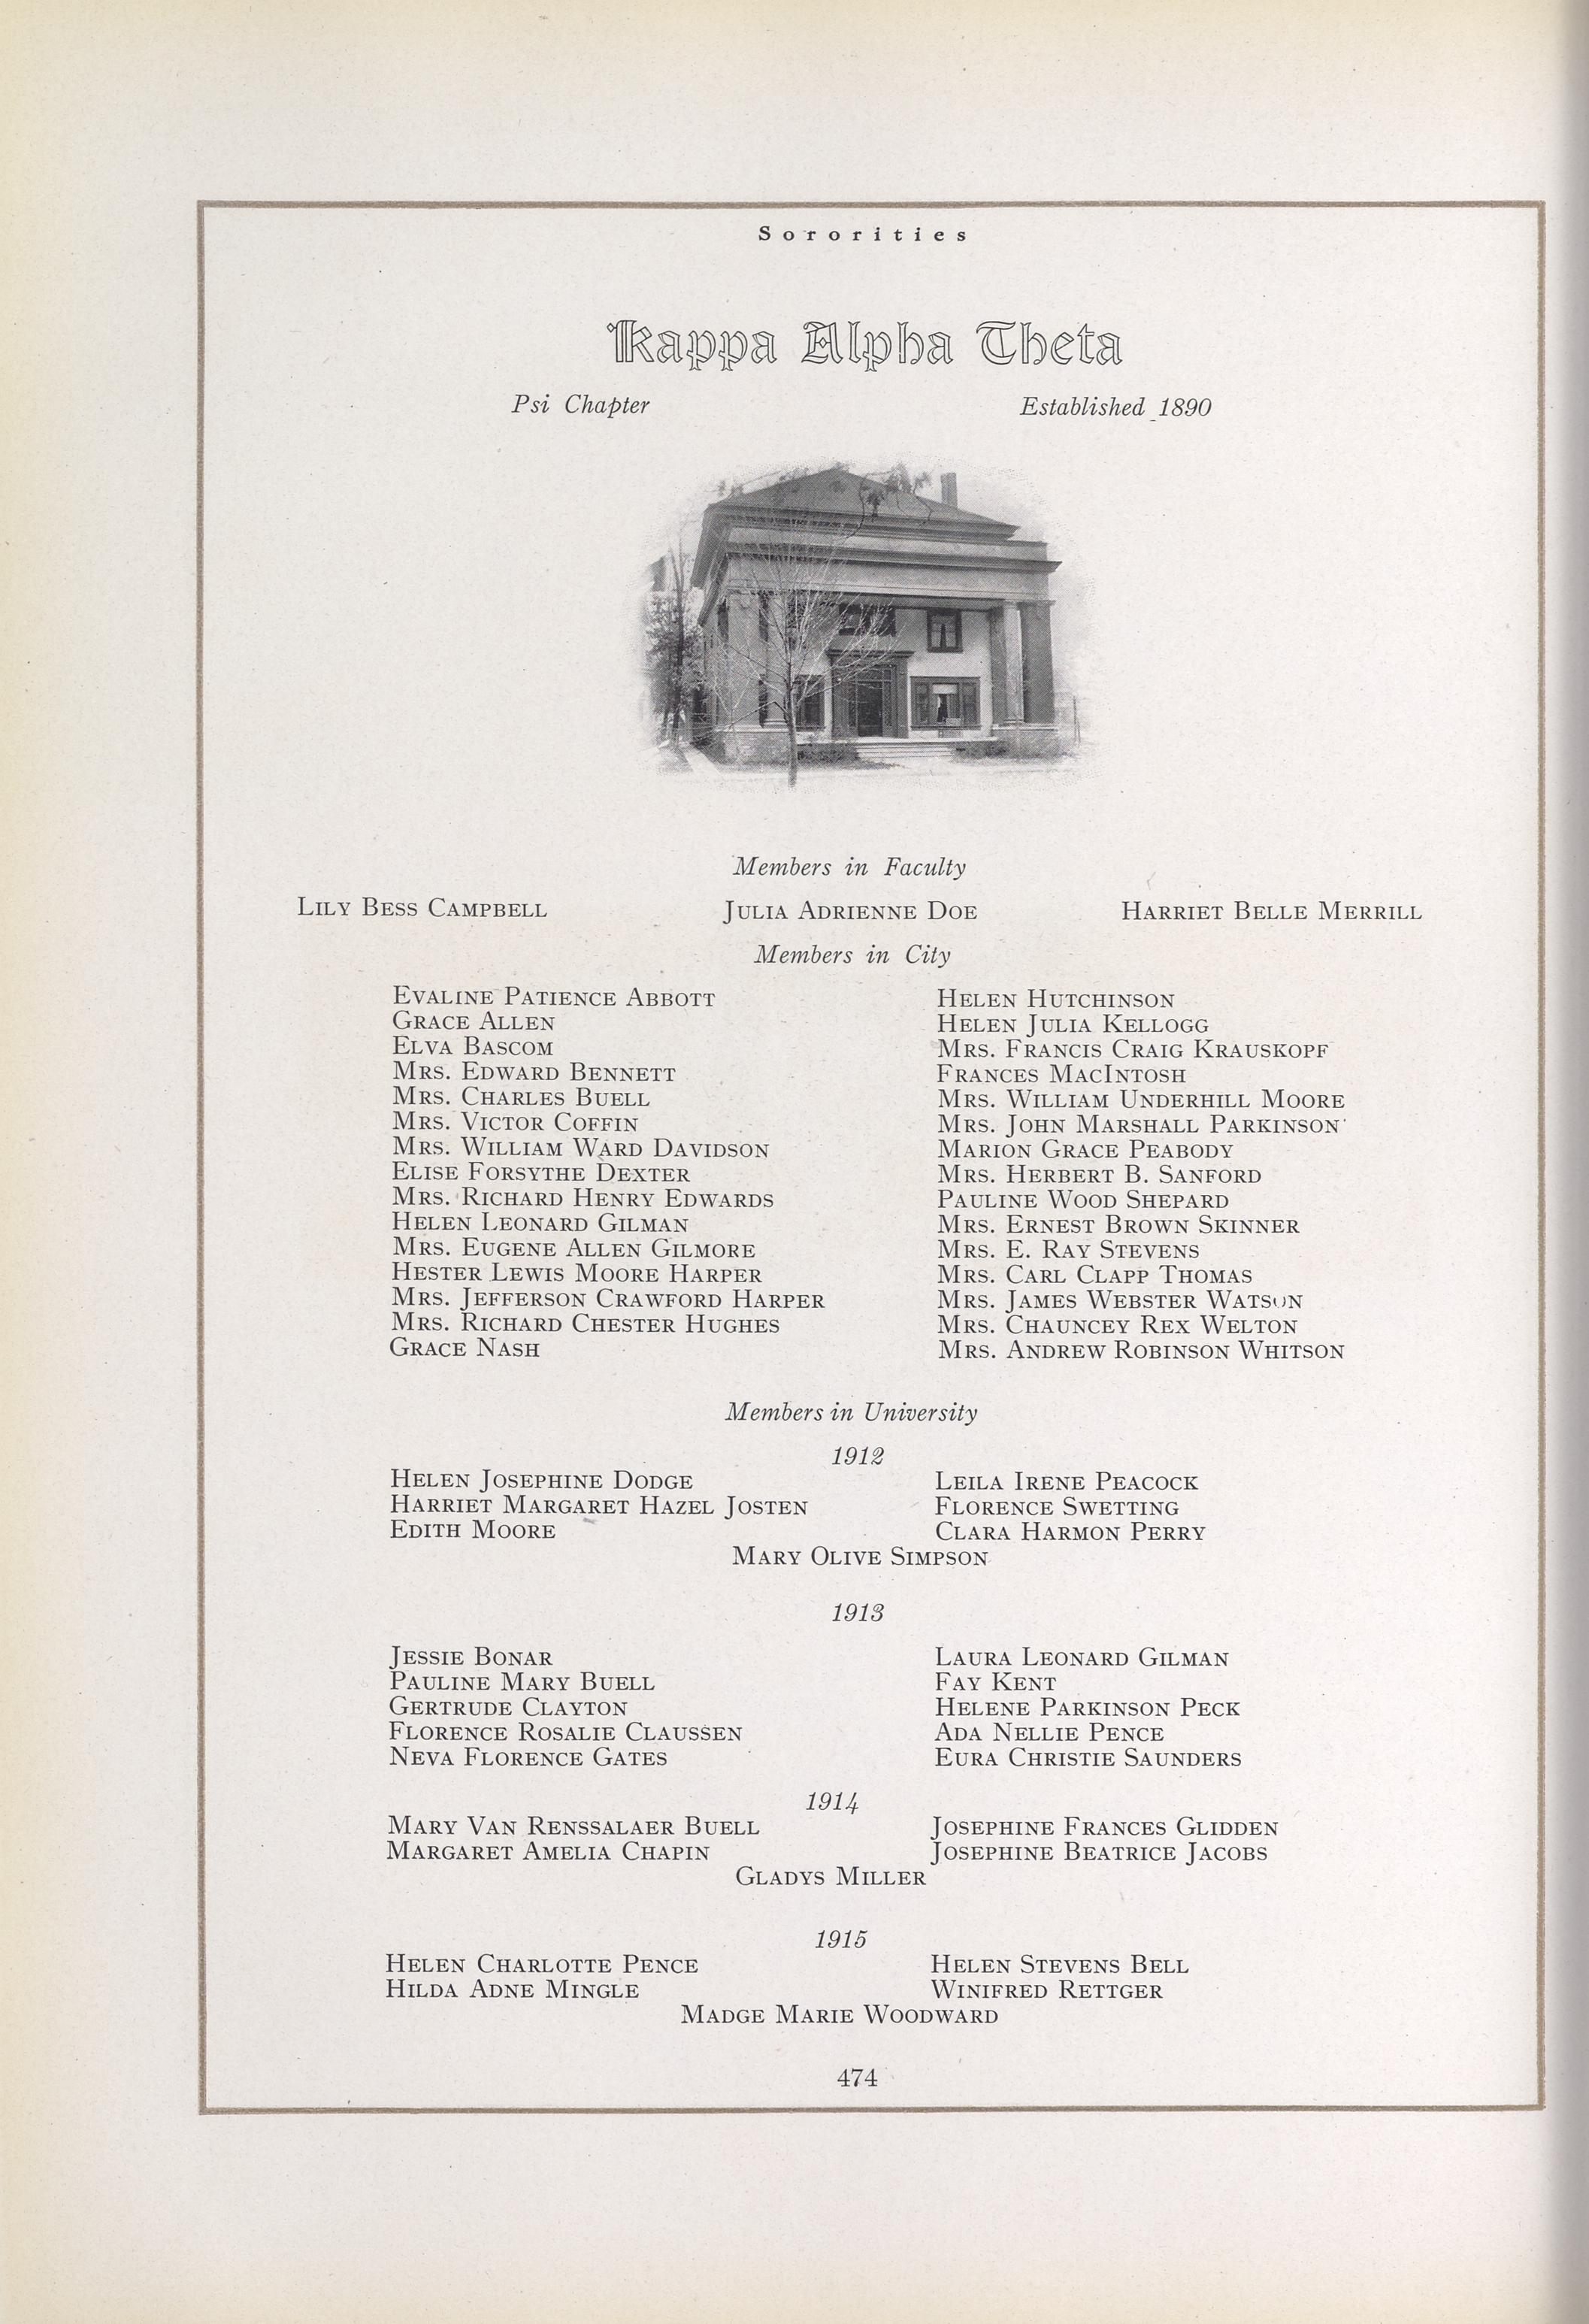 Sororities
Kappa Alpha Theta
Psi Chapter Established 1890
Members in Faculty
LILY BESS CAMPBELL JULIA ADRIENNE DOE HARRIET BELLE MERRILL
Members in City
EVALINE PATIENCE ABBOTT
GRACE ALLEN
ELVA BASCOM
MRS. EDWARD BENNETT
MRS. CHARLES BUELL
MRS. VICTOR COFFIN
MRS. WILLIAM WARD DAVIDSON
ELISE FORSYTHE DEXTER
MRS. RICHARD HENRY EDWARDS
HELEN LEONARD GILMAN
MRS. EUGENE ALLEN GILMORE
HESTER LEWIS MOORE HARPER
MRS. JEFFERSON CRAWFORD HARPER
MRS. RICHARD CHESTER HUGHES
GRACE NASH
HELEN HUTCHINSON
HELEN JULIA KELLOGG
MRS. FRANCIS CRAIG KRAUSKOPF
FRANCES MACINTOSH
MRS. WILLIAM UNDERHILL MOORE
MRS. JOHN MARSHALL PARKINSON
MARION GRACE PEABODY
MRS. HERBERT B. SANFORD
PAULINE WOOD SHEPARD
MRS. ERNEST BROWN SKINNER
MRS. E. RAY STEVENS
MRS. CARL CLAPP THOMAS
MRS. JAMES WEBSTER WATSON
MRS. CHAUNCEY REX WELTON
MRS. ANDREW ROBINSON WHITSON
Members in University
1912
HELEN JOSEPHINE DODGE
HARRIET MARGARET HAZEL JOSTEN
EDITH MOORE
LEILA IRENE PEACOCK
FLORENCE SWETTING
CLARA HARMON PERRY
MARY OLIVE SIMPSON
1913
JESSIE BONAR
PAULINE MARY BUELL
GERTRUDE CLAYTON
FLORENCE ROSALIE CLAUSSEN
NEVA FLORENCE GATES
LAURA LEONARD GILMAN
FAY KENT
HELENE PARKINSON PECK
ADA NELLIE PENCE
EURA CHRISTIE SAUNDERS
1914
MARY VAN RENSSALAER BUELL
MARGARET AMELIA CHAPIN
JOSEPHINE FRANCES GLIDDEN
JOSEPHINE BEATRICE JACOBS
GLADYS MILLER
1915
HELEN CHARLOTTE PENCE
HILDA ADNE MINGLE
HELEN STEVENS BELL
WINIFRED RETTGER
MADGE MARIE WOODWARD
474